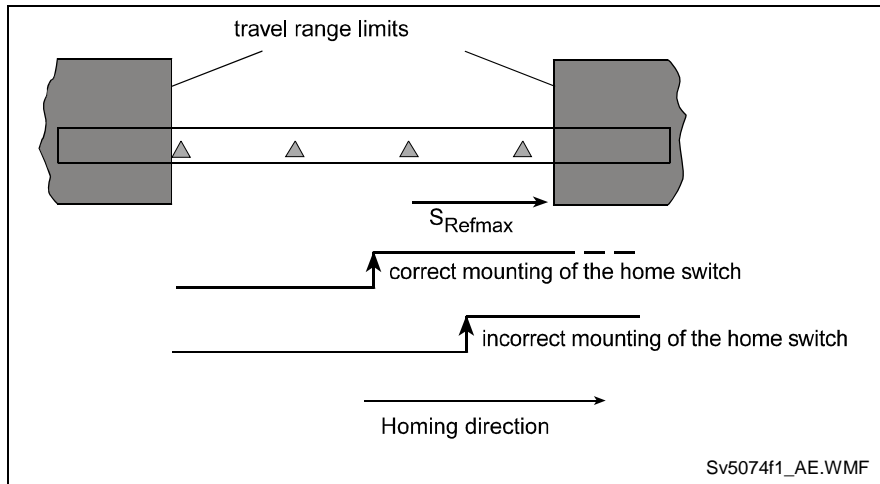 travel range limits
SRefmax
correct mounting of the home switch
incorrect mounting of the home switch
Homing direction
Sv5074f1_AE.WMF